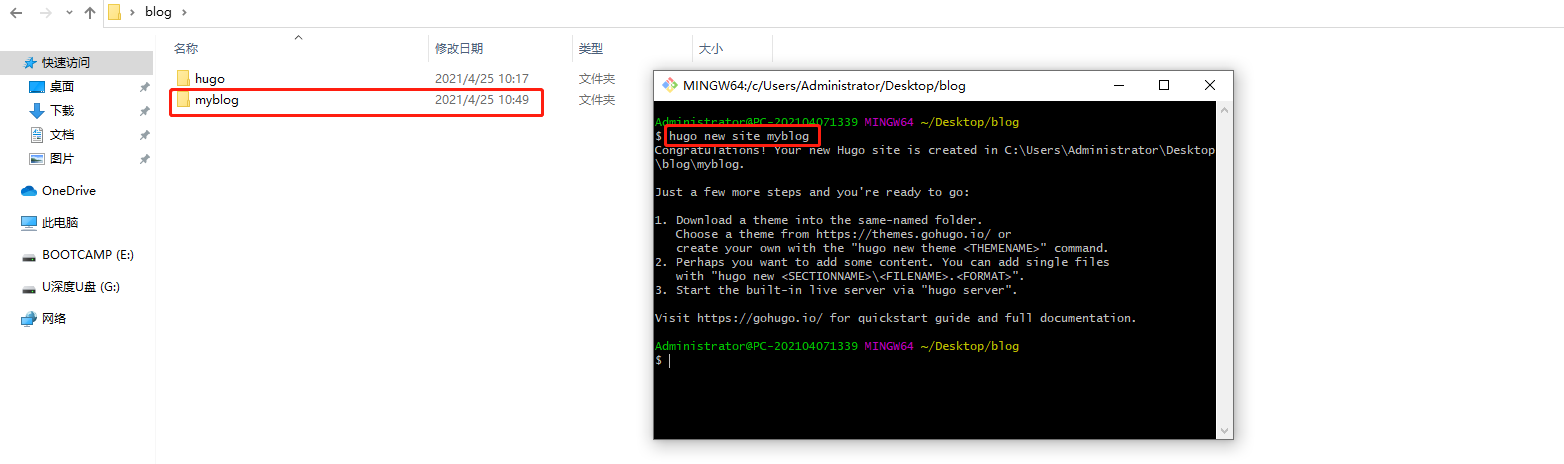 blog
名称 修改日期 类型 大小
快速访问
桌面
下载
文档
图片
OneDrive
此电脑
BOOTCAMP (E:)
U深度U盘 (G:)
网络
hugo 2021/4/25 10:17 文件夹
myblog 2021/4/25 10:49 文件夹
MINGW64:/c/Users/Administrator/Desktop/blog
Administrator@PC-202104071339 MINGW64 ~/Desktop/blog
$ hugo new site myblog
Congratulations! Your new Hugo site is created in C:\Users\Administrator\Desktop
\blog\myblog.
Just a few more steps and you're ready to go:
1. Download a theme into the same-named folder.
Choose a theme from https://themes.gohugo.io/ or
create your own with the "hugo new theme <THEMENAME>" command.
2. Perhaps you want to add some content. You can add single files
with "hugo new <SECTIONNAME>\<FILENAME>.<FORMAT>".
3. Start the built-in live server via "hugo server".
Visit https://gohugo.io/ for quickstart guide and full documentation.
Administrator@PC-202104071339 MINGW64 ~/Desktop/blog
$